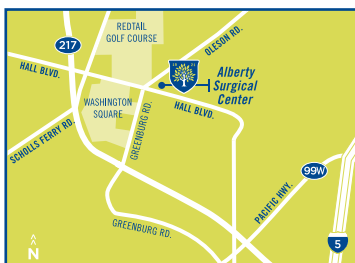 REDTAIL
GOLF COURSE
OLESON RD.
217
HALL BLVD.
Alberty
Surgical
Center
WASHINGTON
SQUARE
HALL BLVD.
GREENBURG RD.
SCHOLLS FERRY RD.
99W
PACIFIC HWY.
GREENBURG RD.
5
N